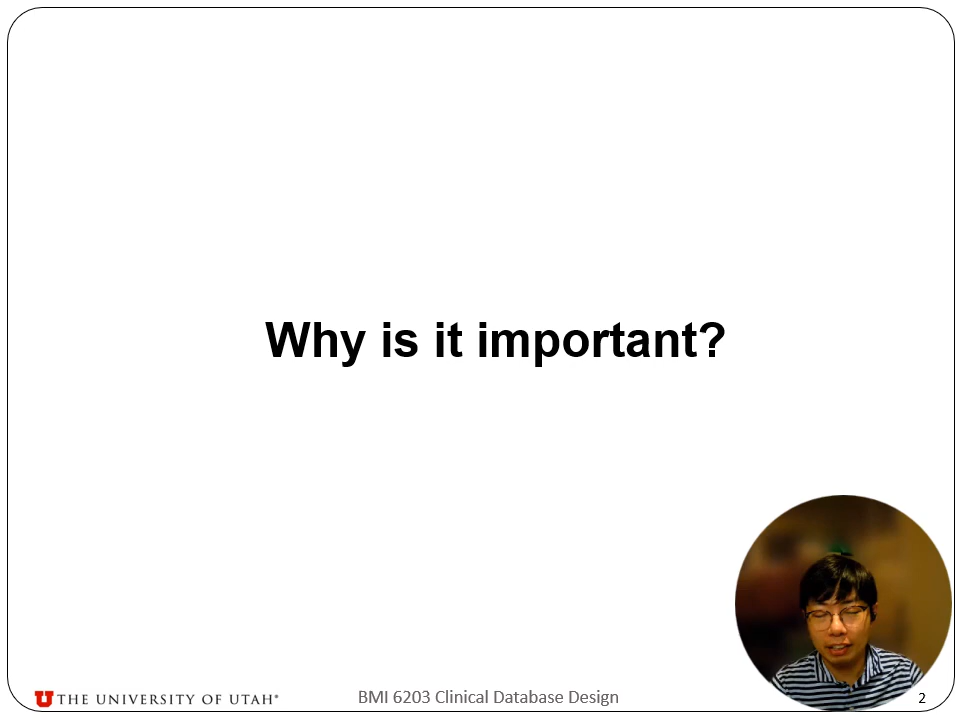 Why is it important?
THE UNIVERSITY OF UTAH®
BMI 6203 Clinical Database Design
2